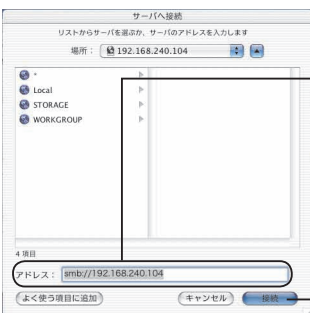 サーバへ接続
リストからサーバを選ぶか、サーバのアドレスを入力します
場所： 192.168.240.104
*
Local
STORAGE
WORKGROUP
4 項目
アドレス： smb://192.168.240.104
よく使う項目に追加 キャンセル 接続